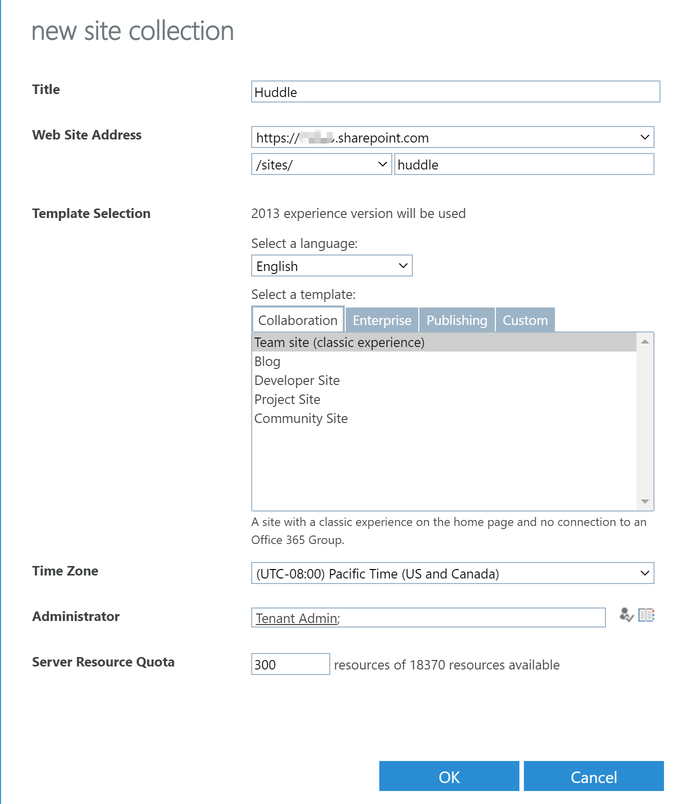 new site collection
Title
Huddle
Web Site Address
https:// .sharepoint.com
/sites/ huddle
Template Selection
2013 experience version will be used
Select a language:
English
Select a template:
Collaboration Enterprise Publishing Custom
Team site (classic experience)
Blog
Developer Site
Project Site
Community Site
A site with a classic experience on the home page and no connection to an
Office 365 Group.
Time Zone
(UTC-08:00) Pacific Time (US and Canada)
Administrator
Tenant Admin;
Server Resource Quota
300 resources of 18370 resources available
OK Cancel